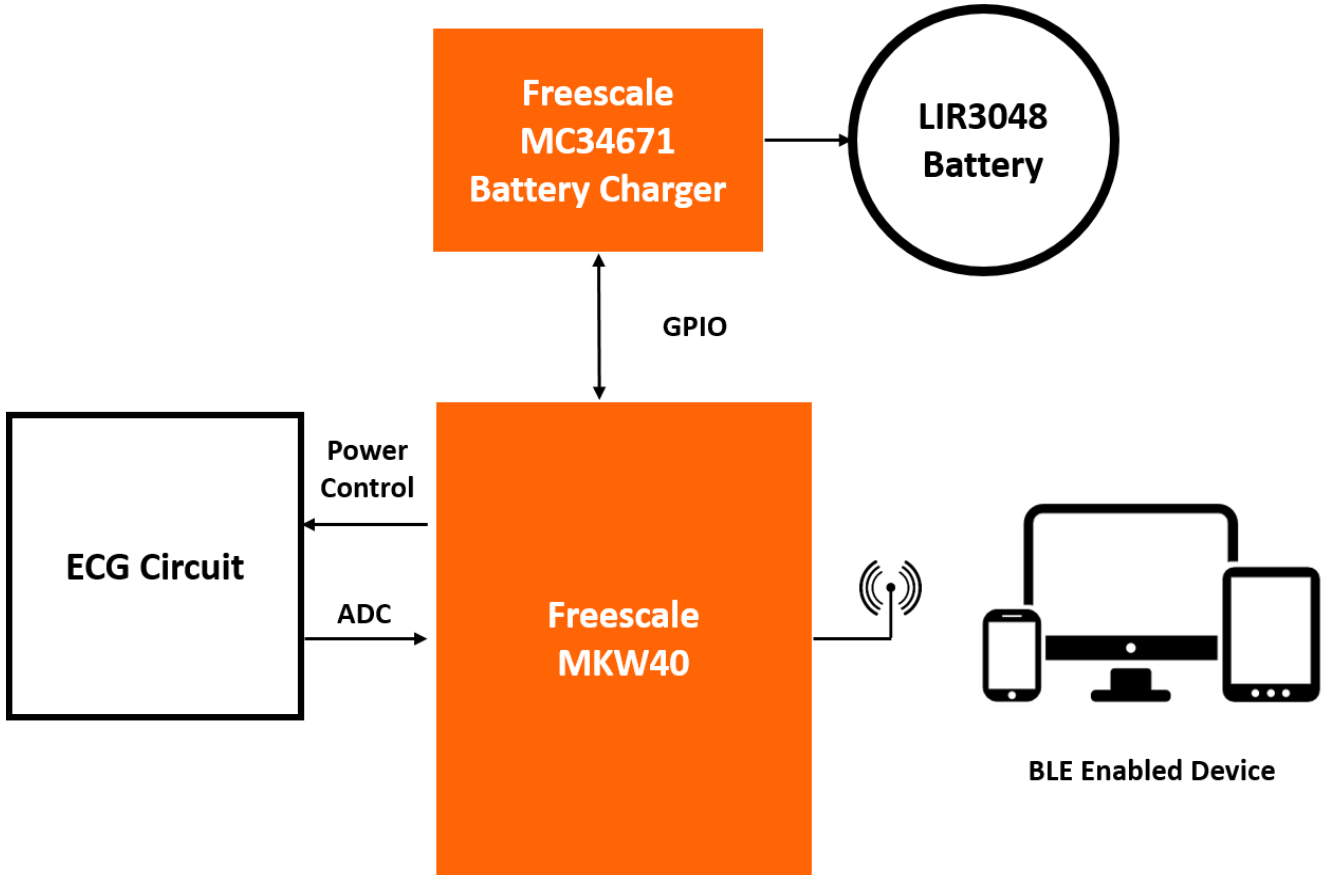 Freescale
MC34671
Battery Charger
LIR3048
Battery
GPIO
Power
Control
ECG Circuit
ADC
Freescale
MKW40
BLE Enabled Device